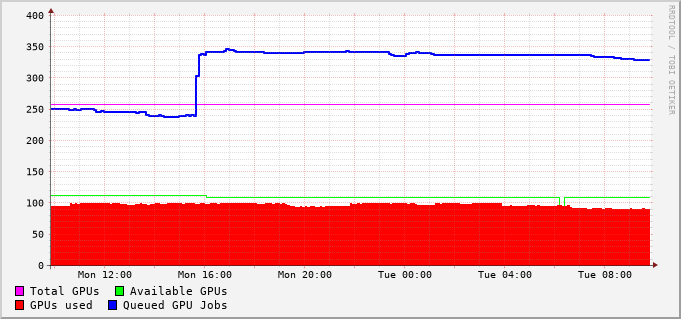 400
350
300
250
200
150
100
50
0
Mon 12:00 Mon 16:00 Mon 20:00 Tue 00:00 Tue 04:00 Tue 08:00
Total GPUs Available GPUs
GPUs used Queued GPU Jobs
RRDTOOL / TOBI OETIKER